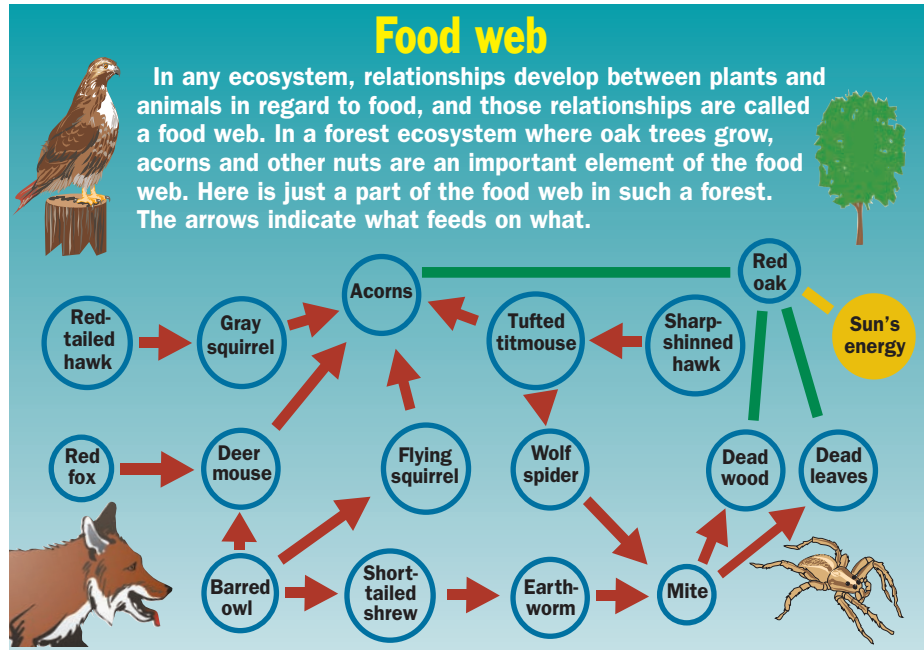 Food web
In any ecosystem, relationships develop between plants and
animals in regard to food, and those relationships are called
a food web. In a forest ecosystem where oak trees grow,
acorns and other nuts are an important element of the food
web. Here is just a part of the food web in such a forest.
The arrows indicate what feeds on what.
Red
oak
Acorns
Red-
tailed
hawk
Gray
squirrel
Tufted
titmouse
Sharp-
shinned
hawk
Sun's
energy
Red
fox
Deer
mouse
Flying
squirrel
Wolf
spider
Dead
wood
Dead
leaves
Barred
owl
Short-
tailed
shrew
Earth-
worm
Mite